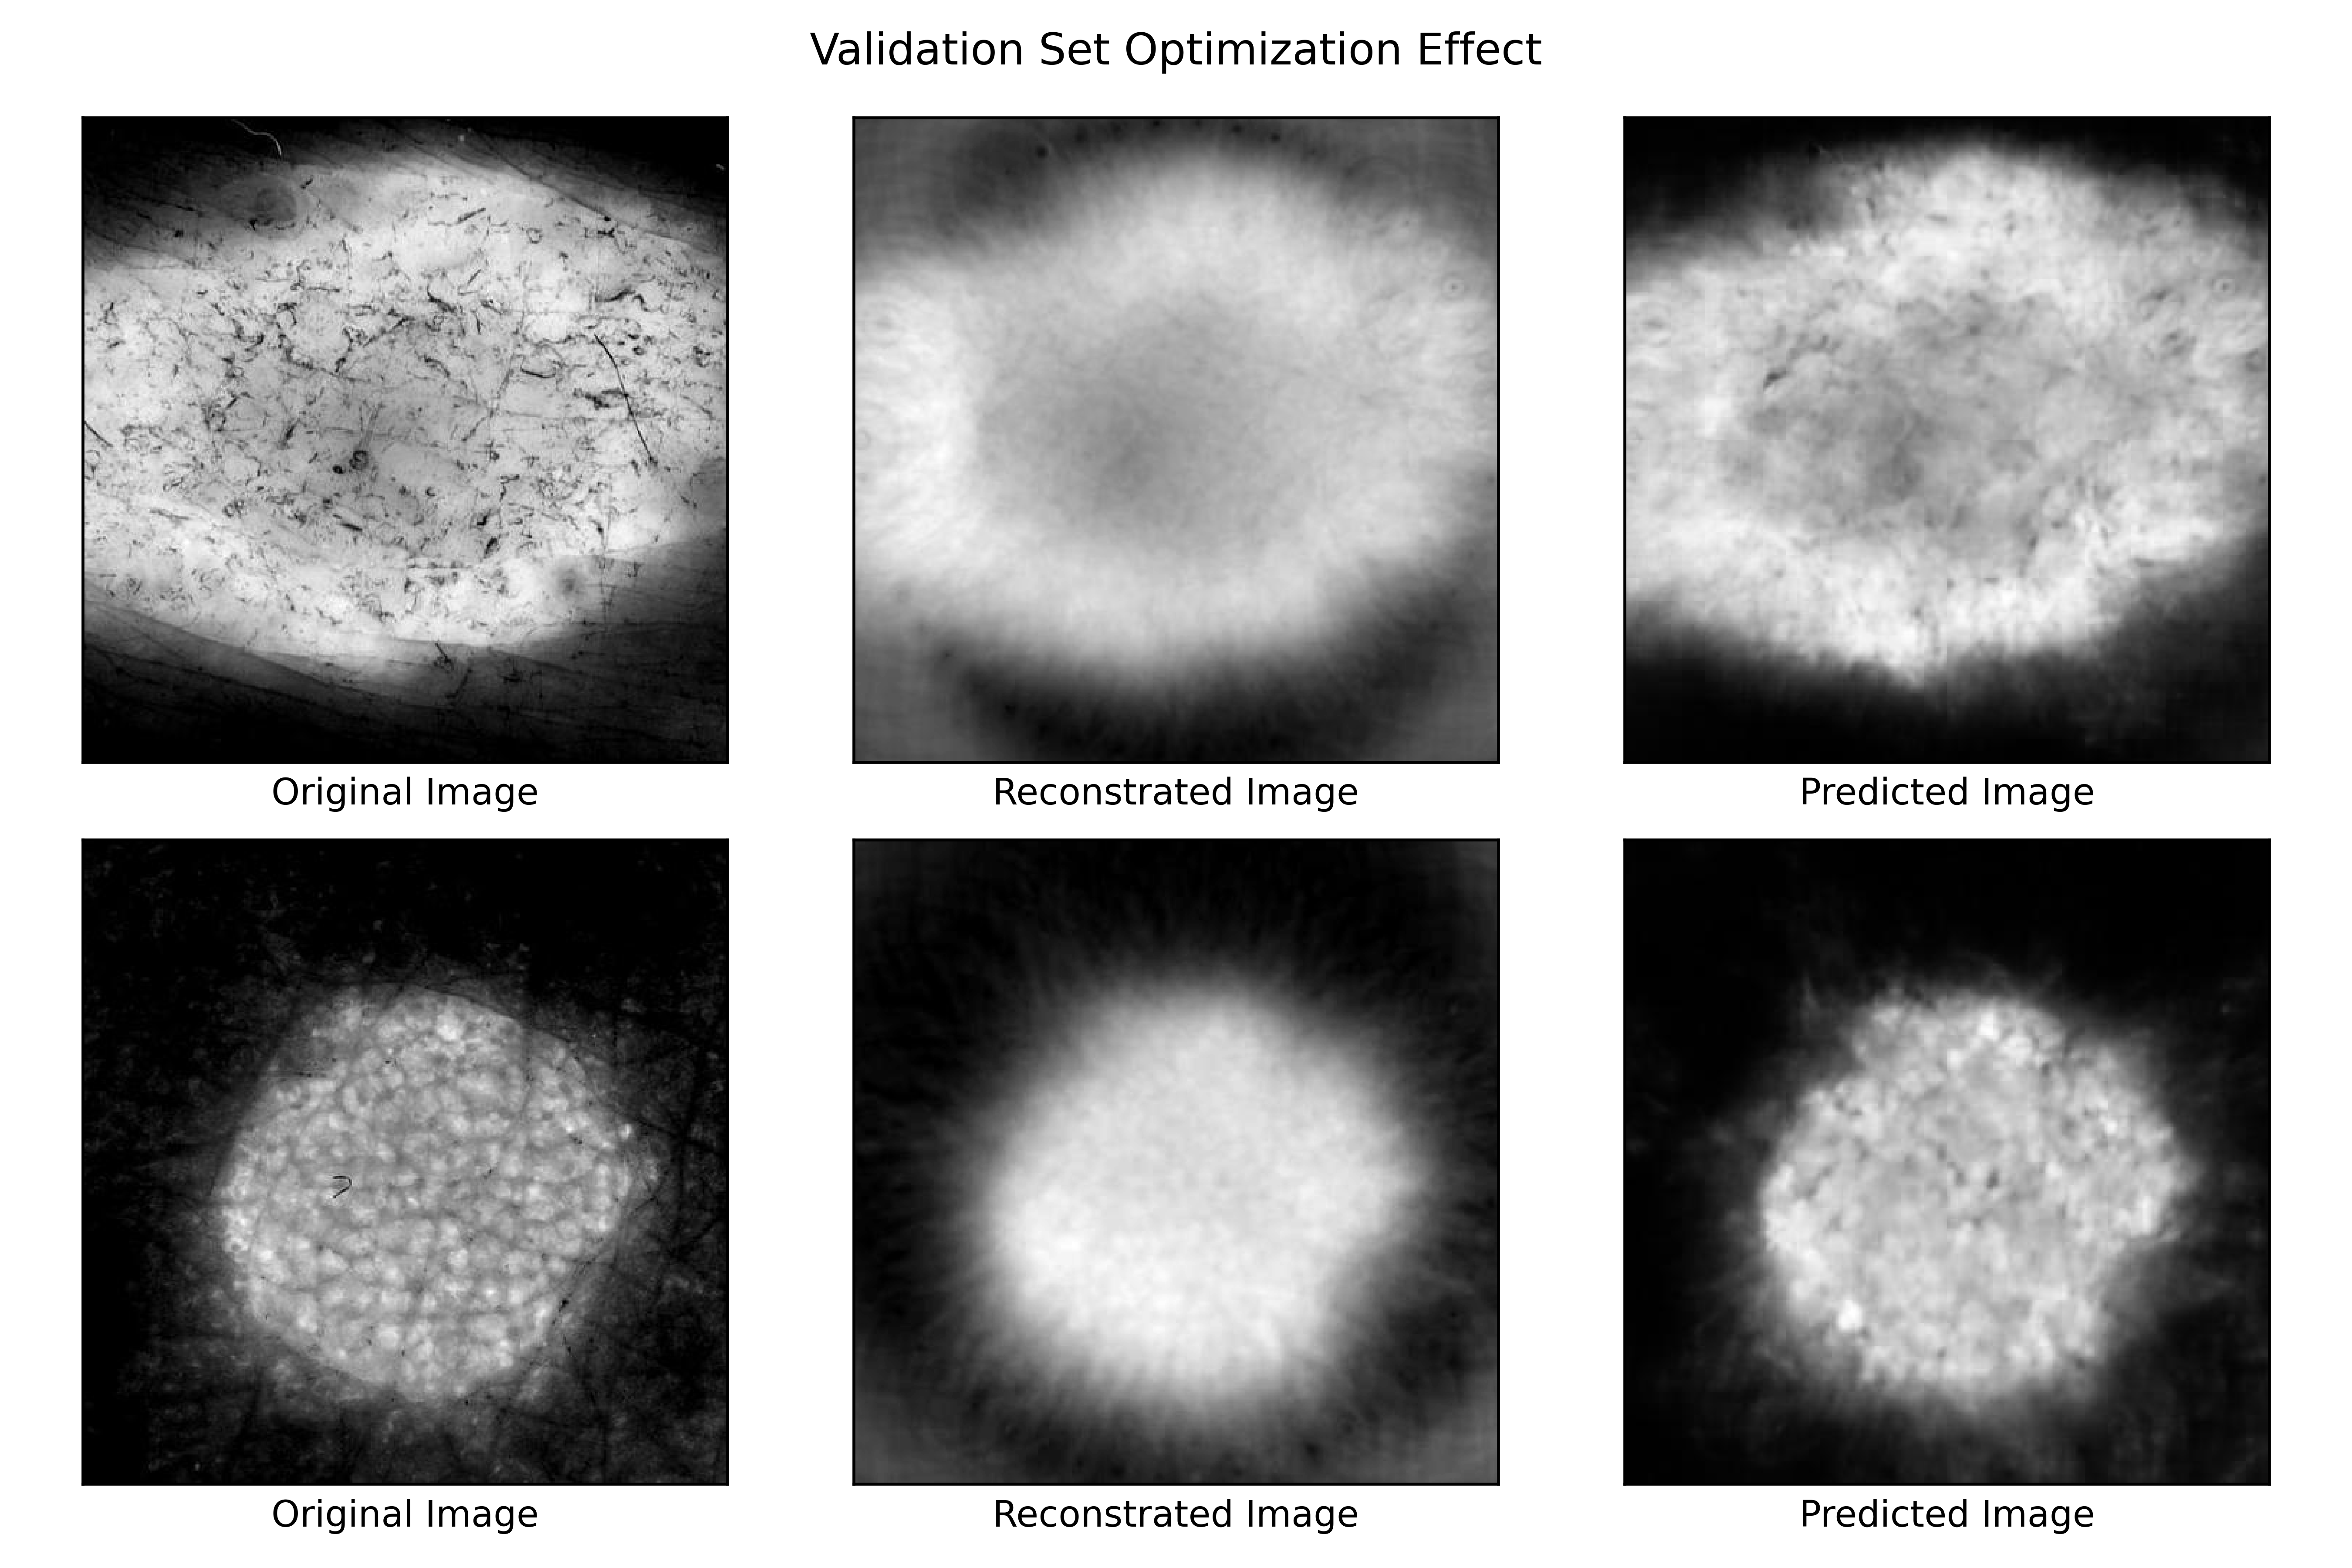 Validation Set Optimization Effect
Original Image
Reconstrated Image
Predicted Image
Original Image
Reconstrated Image
Predicted Image